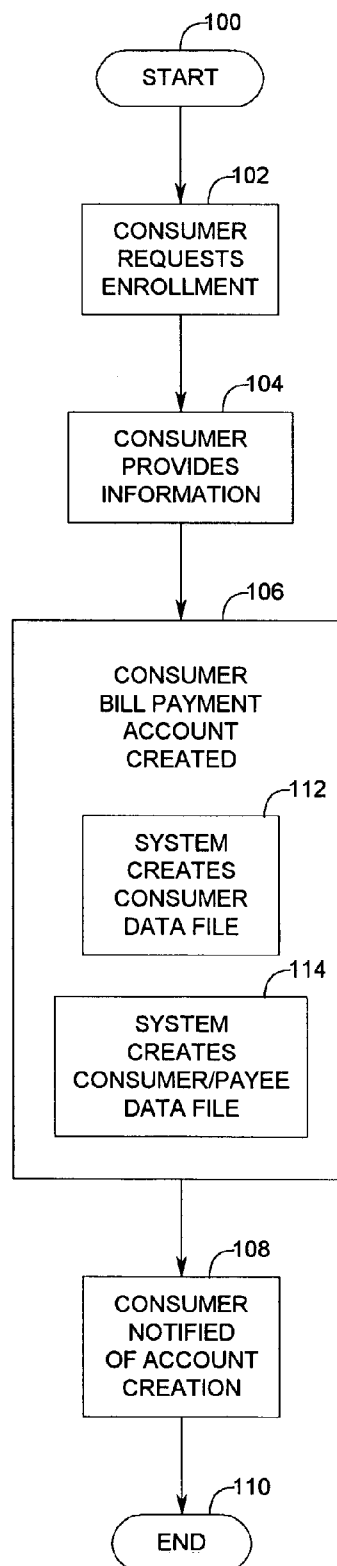 100
START
102
CONSUMER
REQUESTS
ENROLLMENT
104
CONSUMER
PROVIDES
INFORMATION
106
CONSUMER
BILL PAYMENT
ACCOUNT
CREATED
112
SYSTEM
CREATES
CONSUMER
DATA FILE
114
SYSTEM
CREATES
CONSUMER/PAYEE
DATA FILE
108
CONSUMER
NOTIFIED
OF ACCOUNT
CREATION
110
END